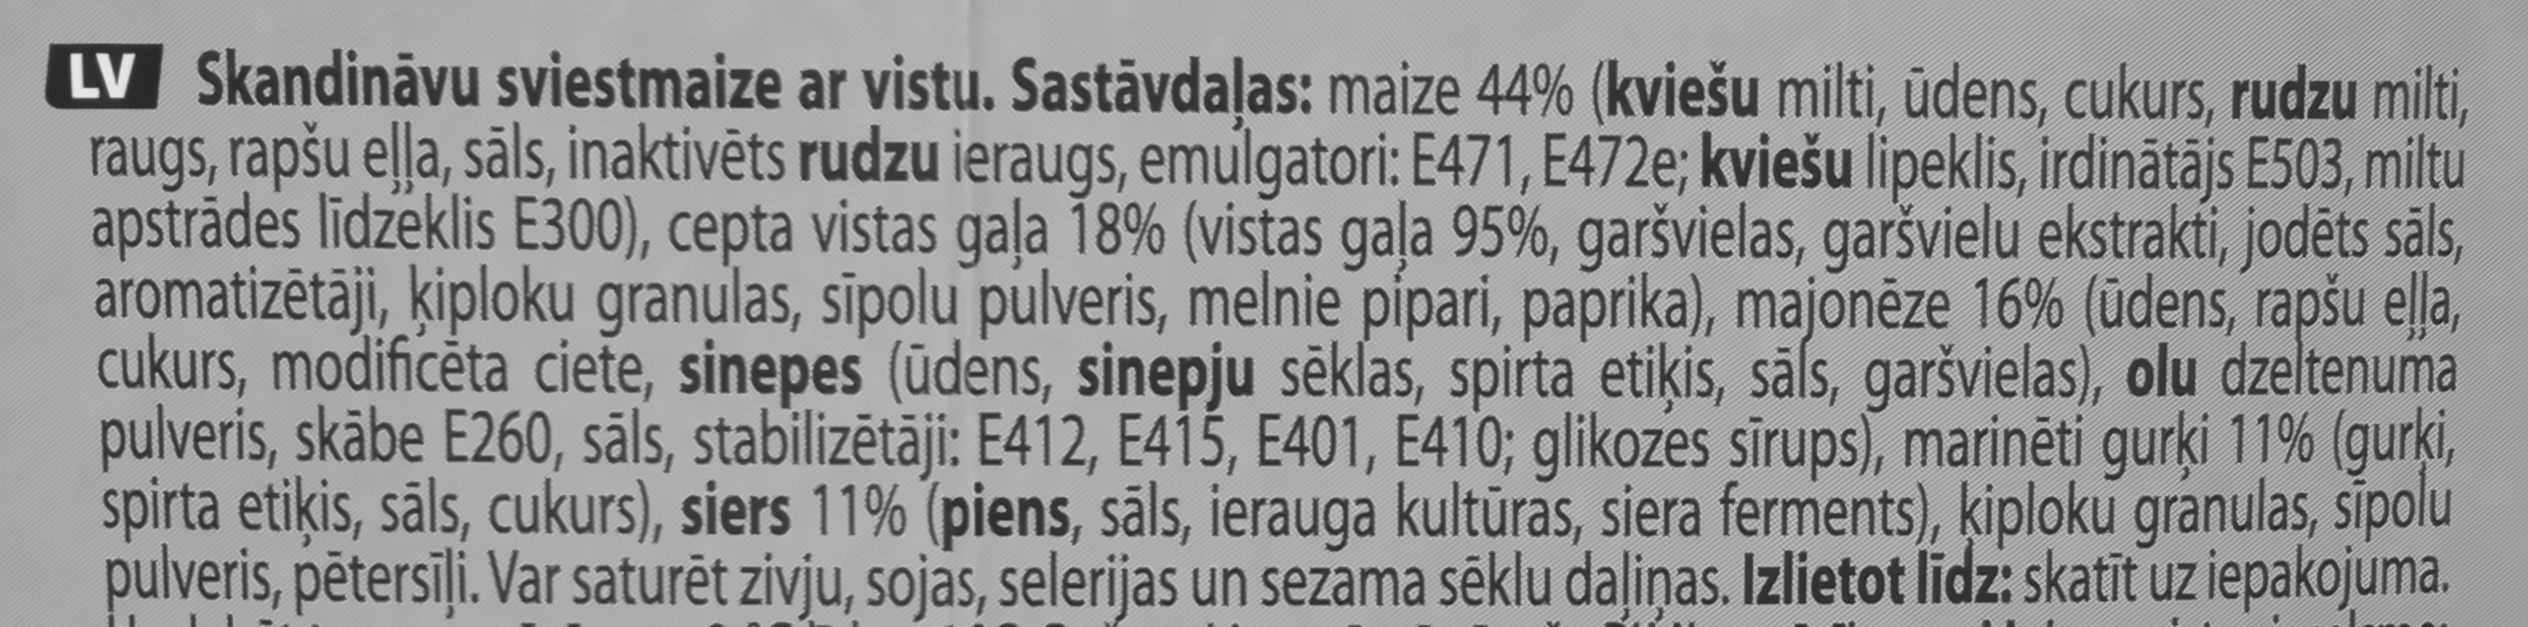 LV Skandināvu sviestmaize ar vistu. Sastāvdaļas: maize 44% (kviešu milti, ūdens, cukurs, rudzu milti,
raugs, rapšu eļļa, sāls, inaktivēts rudzu ieraugs, emulgatori: E471, E472e; kviešu lipeklis, irdinātājs E503, miltu
apstrādes līdzeklis E300), cepta vistas gaļa 18% (vistas gaļa 95%, garšvielas, garšvielu ekstrakti, jodēts sāls,
aromatizētāji, ķiploku granulas, sīpolu pulveris, melnie pipari, paprika), majonēze 16% (ūdens, rapšu eļļa,
cukurs, modificēta ciete, sinepes (ūdens, sinepju sēklas, spirta etiķis, sāls, garšvielas), olu dzeltenuma
pulveris, skābe E260, sāls, stabilizētāji: E412, E415, E401, E410; glikozes sīrups), marinēti gurķi 11% (gurķi,
spirta etiķis, sāls, cukurs), siers 11% (piens, sāls, ierauga kultūras, siera ferments), ķiploku granulas, sīpolu
pulveris, pētersīļi. Var saturēt zivju, sojas, selerijas un sezama sēklu daļiņas. Izlietot līdz: skatīt uz iepakojuma.